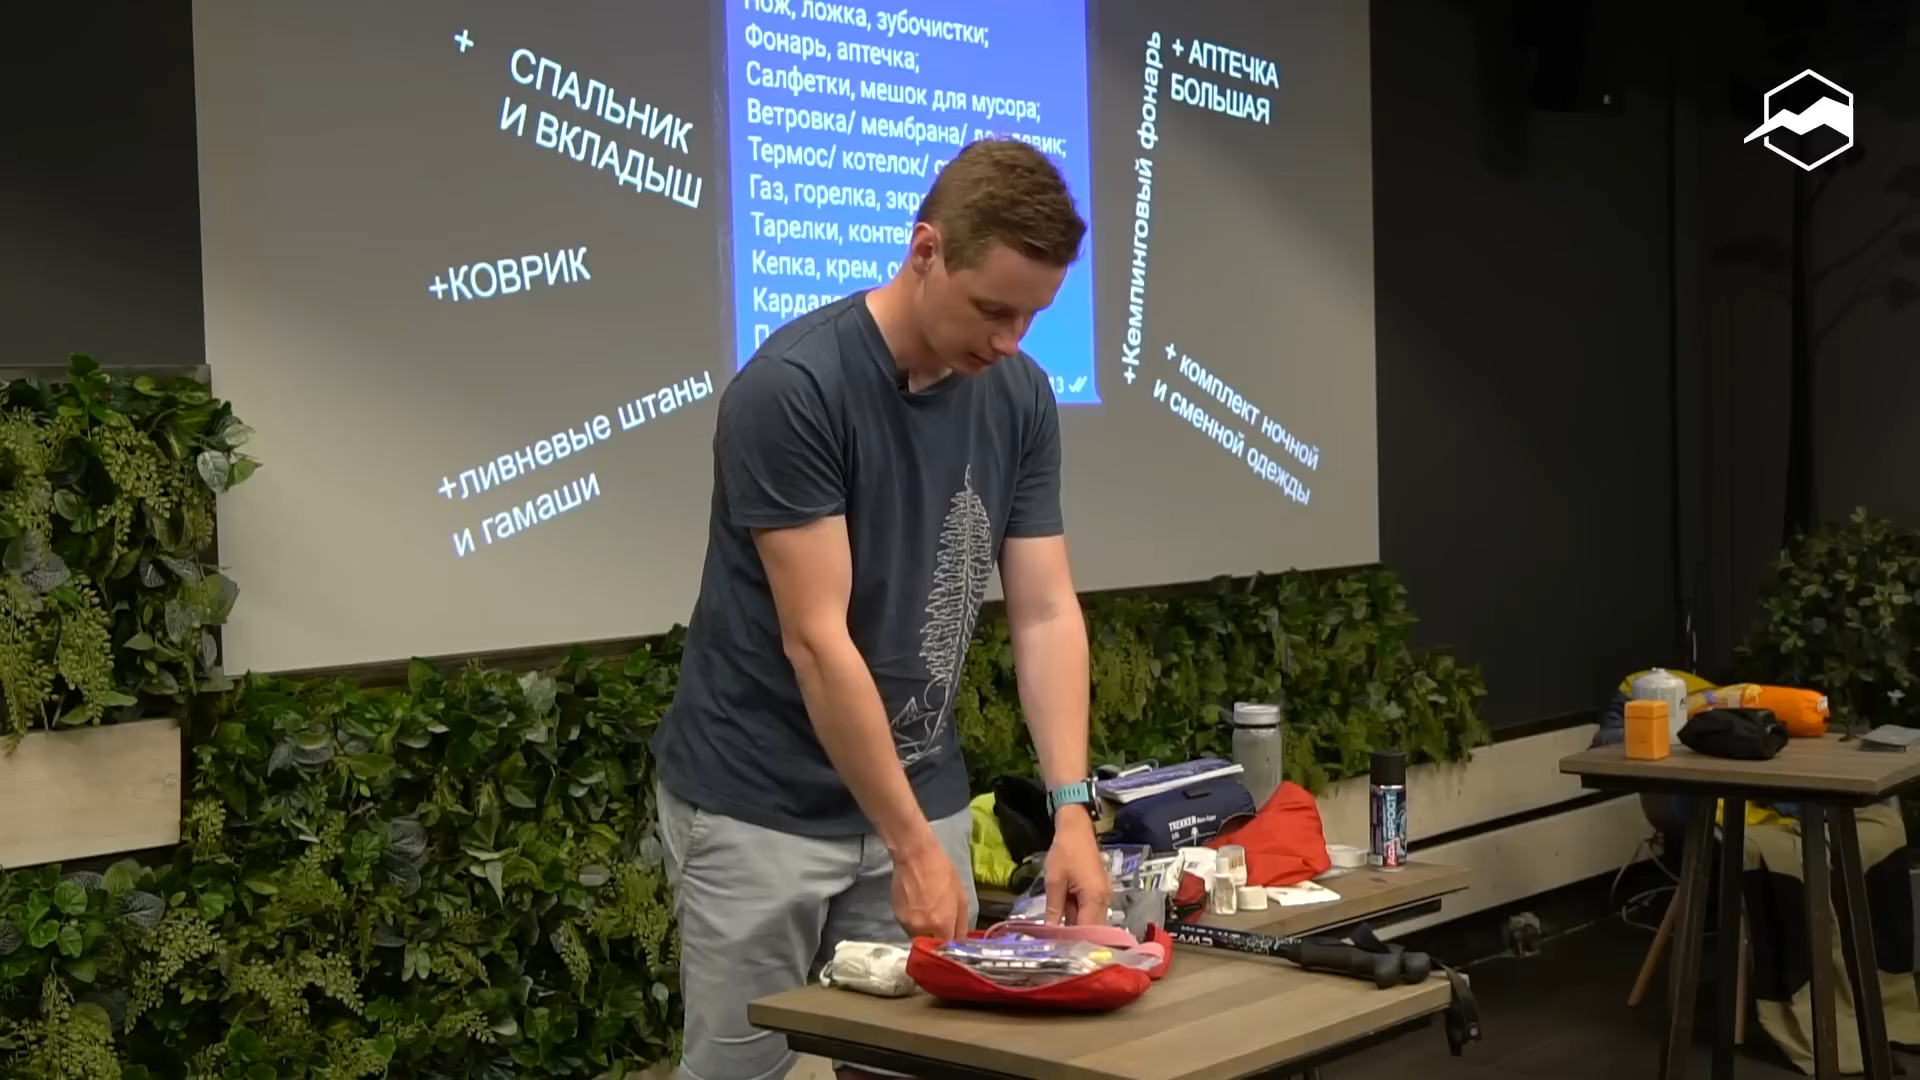 + СПАЛЬНИК
И ВКЛАДЫШ
+КОВРИК
+ливневые штаны
и гамаши
Нож, ложка, зубочистки;
Фонарь, аптечка;
Салфетки, мешок для мусора;
Ветровка/ мембрана/
Термос/ котелок/
Газ, горелка,
Тарелки,
Кепка, крем,
+Кемпинговый фонарь
+ АПТЕЧКА
БОЛЬШАЯ
+ комплект ночной
и сменной одежды
TREKKER